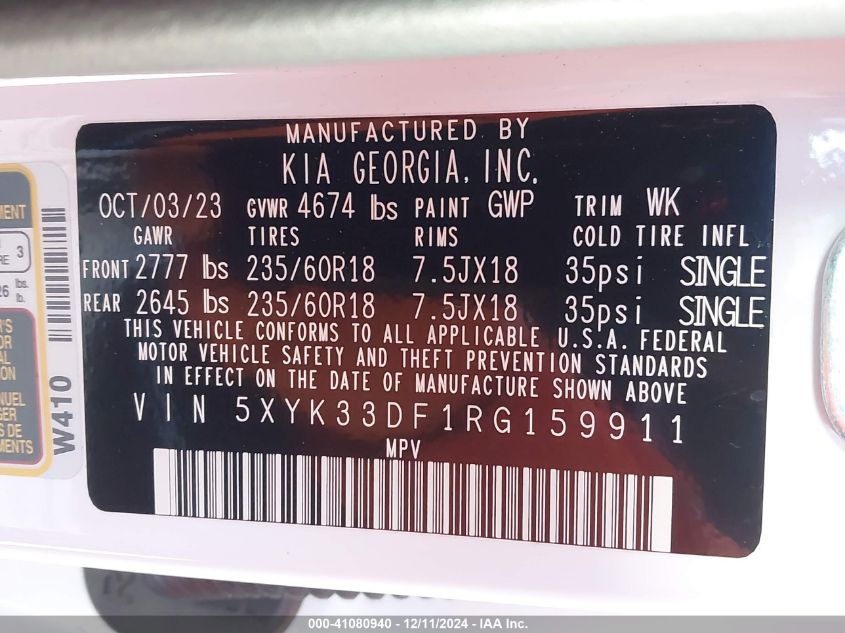 MANUFACTURED BY
KIA GEORGIA, INC.
OCT/03/23 GVWR 4674 lbs PAINT GWP TRIM WK
GAWR TIRES RIMS COLD TIRE INFL
FRONT 2777 lbs 235/60R18 7.5JX18 35psi SINGLE
REAR 2645 lbs 235/60R18 7.5JX18 35psi SINGLE
THIS VEHICLE CONFORMS TO ALL APPLICABLE U.S.A. FEDERAL
MOTOR VEHICLE SAFETY AND THEFT PREVENTION STANDARDS
IN EFFECT ON THE DATE OF MANUFACTURE SHOWN ABOVE
VIN 5XYK33DF1RG159911
MPV
W410
3
lbs.
lb.
000-41080940 - 12/11/2024 - IAA Inc.